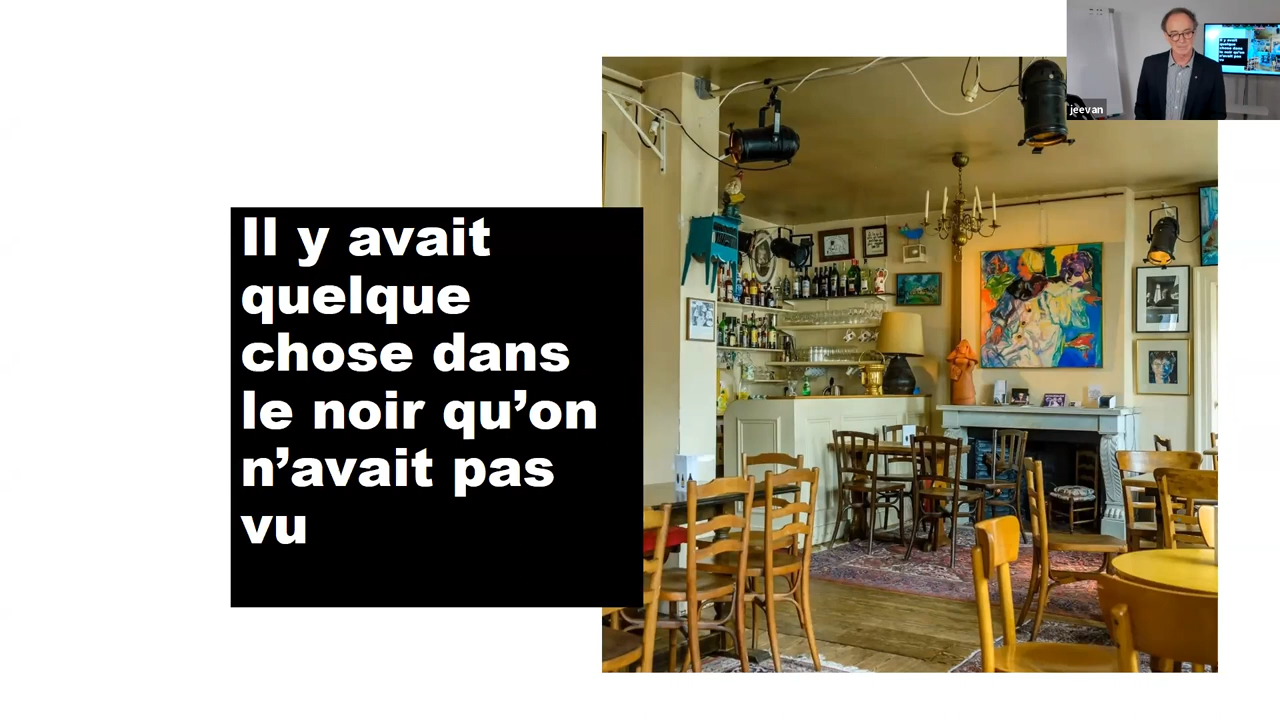 Il y avait
quelque
chose dans
le noir qu’on
n’avait pas
vu
jeevan